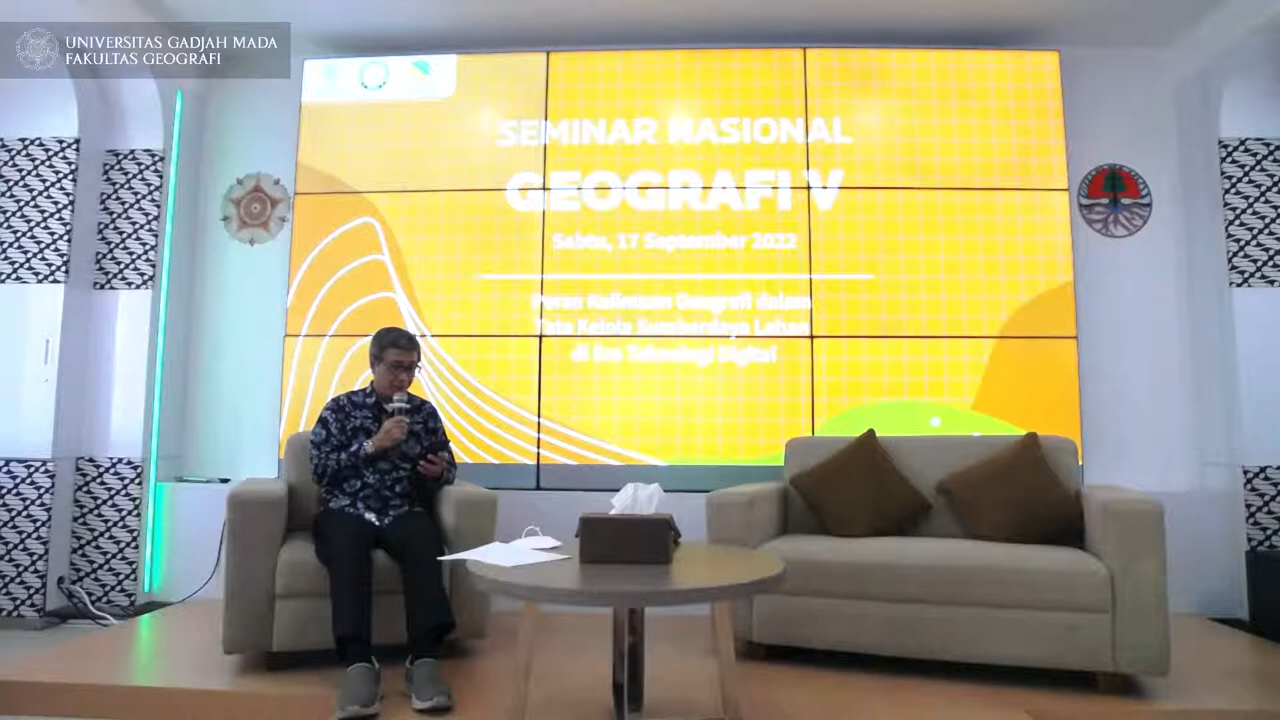 UNIVERSITAS GADJAH MADA
FAKULTAS GEOGRAFI
SEMINAR NASIONAL
GEOGRAFI V
Sabtu, 17 September 2022
Peran Keilmuan Geografi dalam
Tata Kelola Sumberdaya Lahan
di Era Teknologi Digital